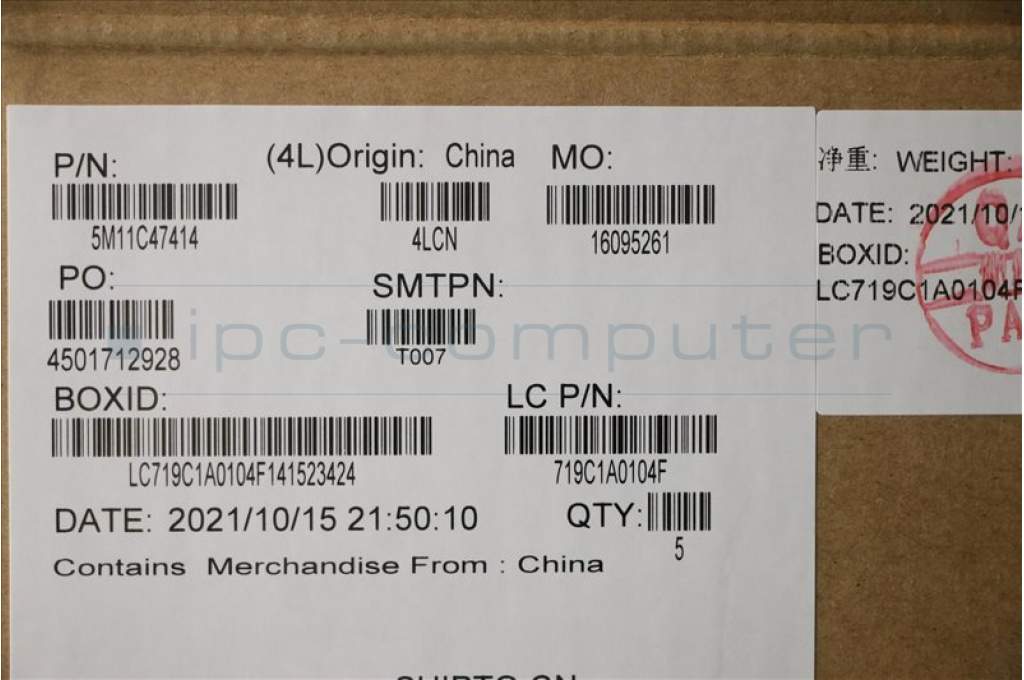 P/N:
5M11C47414
(4L)Origin: China
4LCN
MO:
16095261
PO:
4501712928
SMTPN:
T007
BOXID:
LC719C1A0104F141523424
LC P/N:
719C1A0104F
DATE: 2021/10/15 21:50:10
QTY:
5
Contains Merchandise From : China
净重: WEIGHT:
DATE: 2021/10/
BOXID:
LC719C1A0104F
PA
ipc-computer